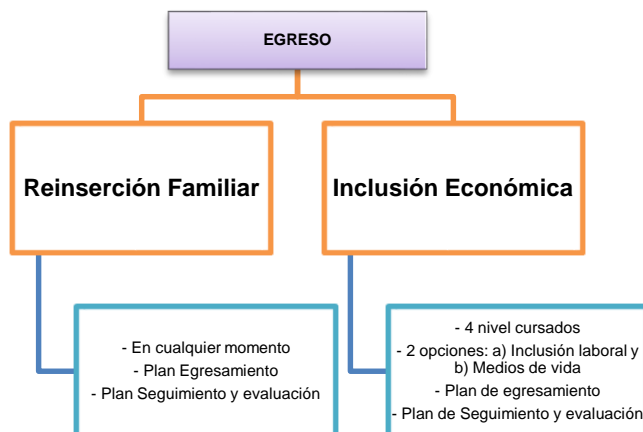 EGRESO
Reinserción Familiar
Inclusión Económica
- En cualquier momento
- Plan Egresamiento
- Plan Seguimiento y evaluación
- 4 nivel cursados
- 2 opciones: a) Inclusión laboral y
b) Medios de vida
- Plan de egresamiento
- Plan de Seguimiento y evaluación